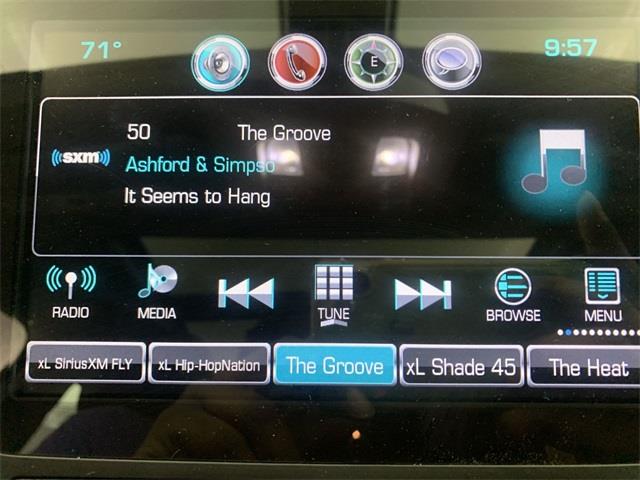 71°
9:57
E
50 The Groove
((sxm))
Ashford & Simpso
It Seems to Hang
RADIO MEDIA TUNE BROWSE MENU
xL SiriusXM FLY xL Hip-HopNation The Groove xL Shade 45 The Heat